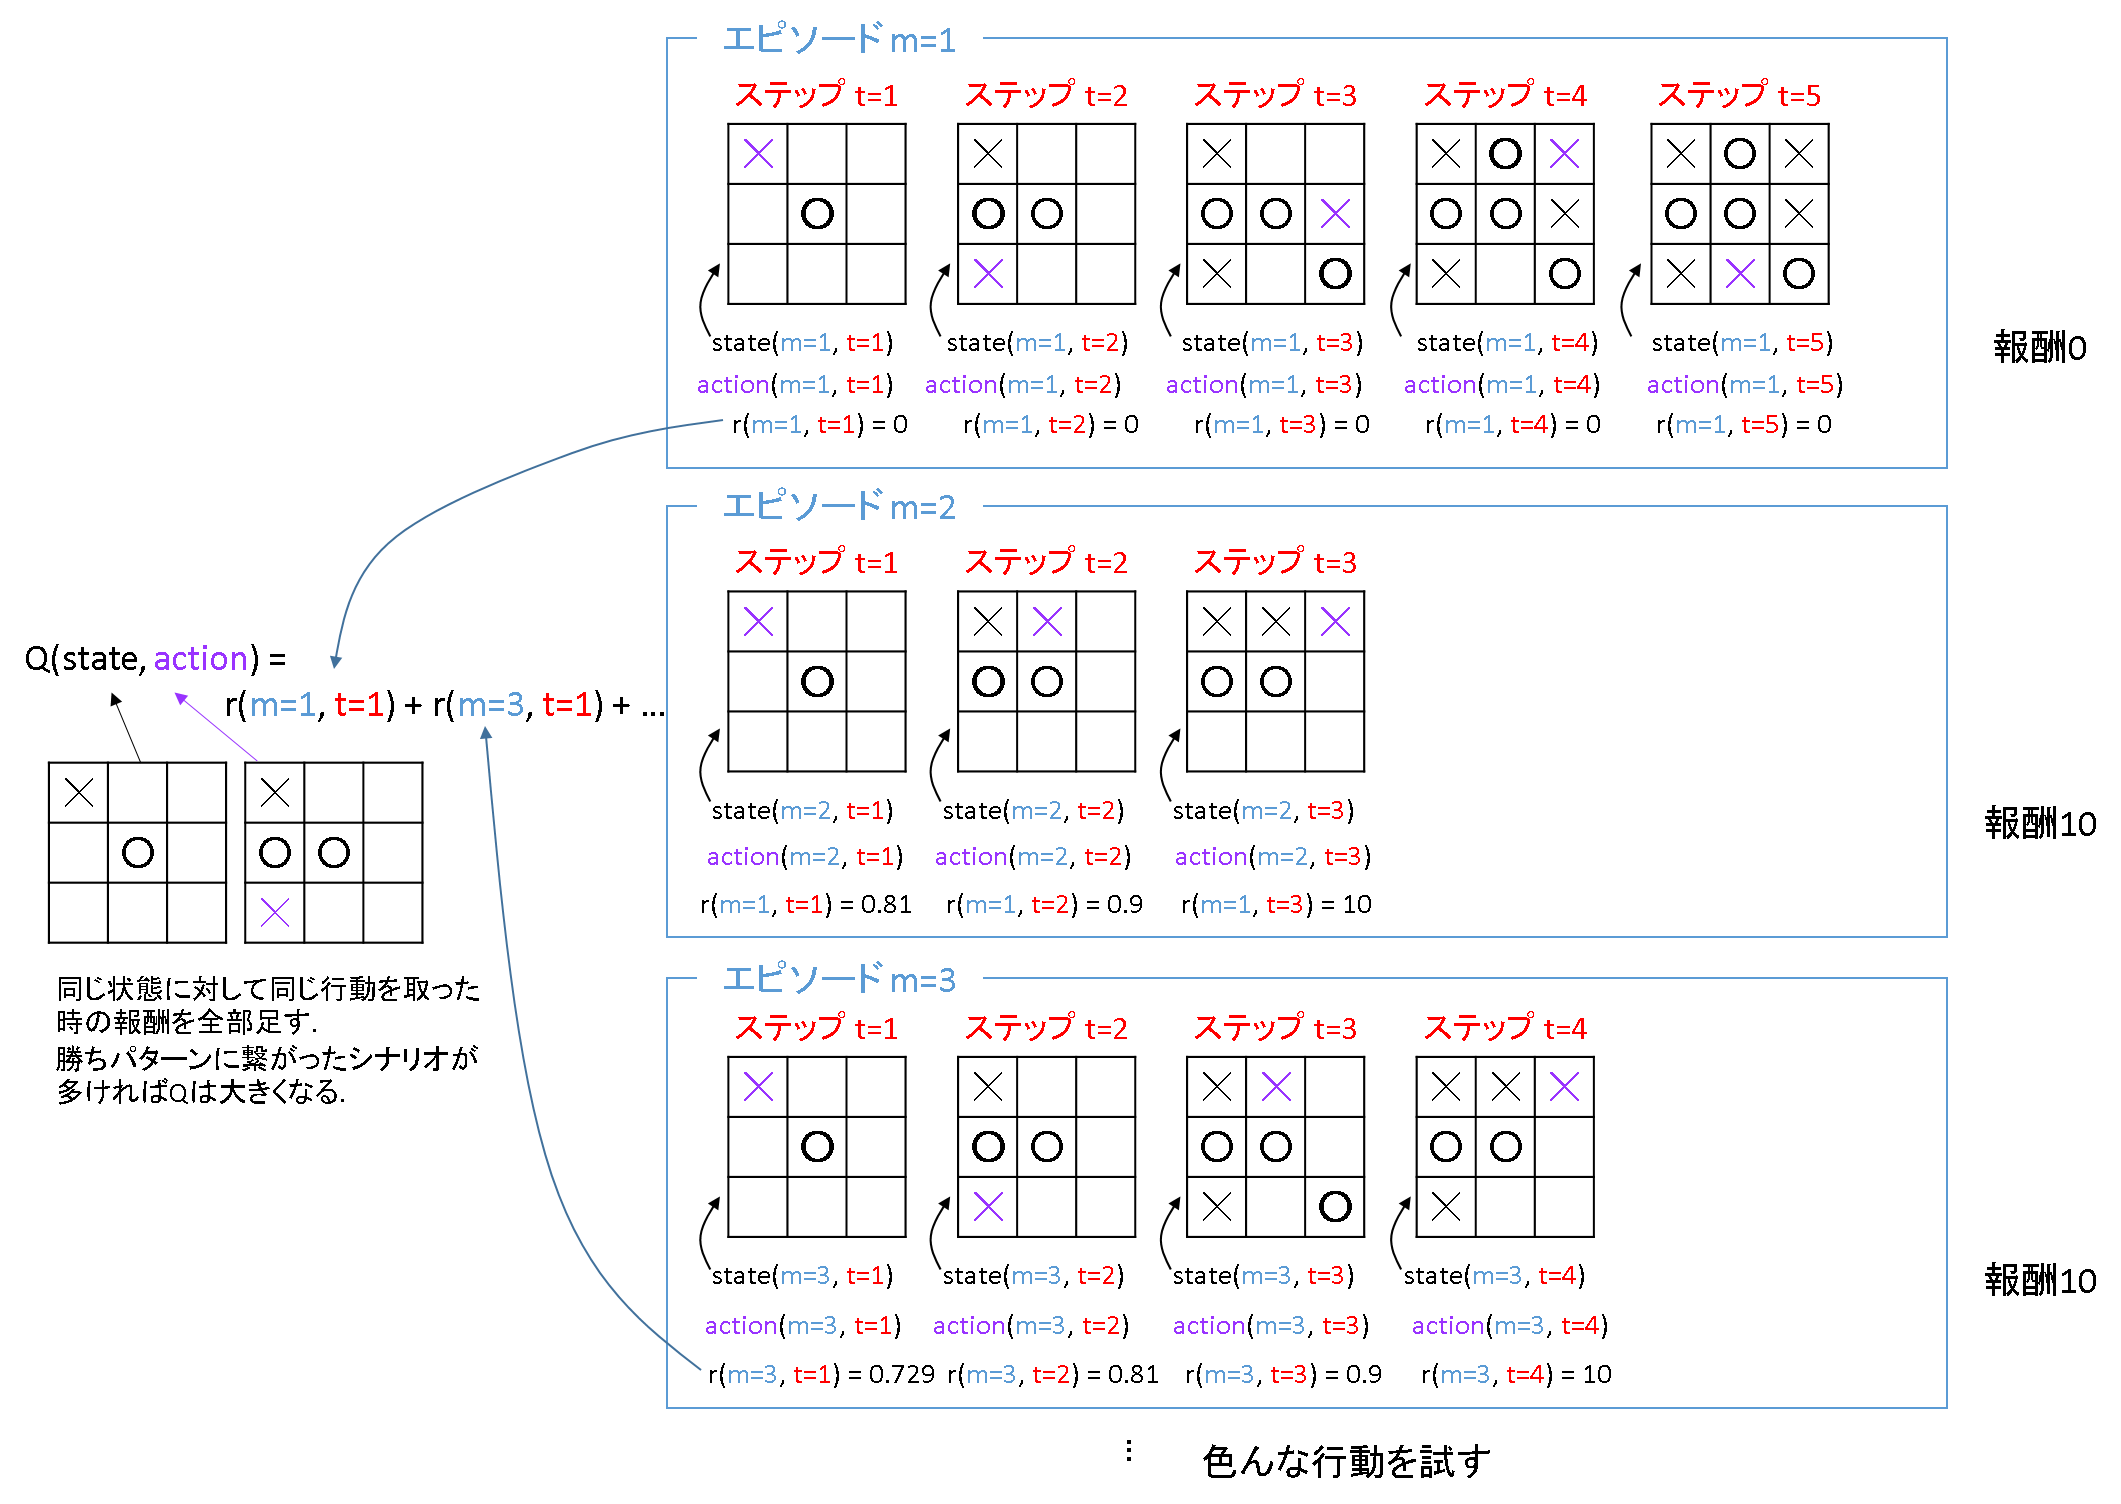 エピソードm=1
ステップ t=1 ステップ t=2 ステップ t=3 ステップ t=4 ステップ t=5
state(m=1, t=1) state(m=1, t=2) state(m=1, t=3) state(m=1, t=4) state(m=1, t=5)
action(m=1, t=1) action(m=1, t=2) action(m=1, t=3) action(m=1, t=4) action(m=1, t=5)
r(m=1, t=1) = 0 r(m=1, t=2) = 0 r(m=1, t=3) = 0 r(m=1, t=4) = 0 r(m=1, t=5) = 0
報酬0
エピソードm=2
ステップ t=1 ステップ t=2 ステップ t=3
state(m=2, t=1) state(m=2, t=2) state(m=2, t=3)
action(m=2, t=1) action(m=2, t=2) action(m=2, t=3)
r(m=1, t=1) = 0.81 r(m=1, t=2) = 0.9 r(m=1, t=3) = 10
報酬10
Q(state, action) =
r(m=1, t=1) + r(m=3, t=1) + ...
同じ状態に対して同じ行動を取った
時の報酬を全部足す.
勝ちパターンに繋がったシナリオが
多ければQは大きくなる.
エピソードm=3
ステップ t=1 ステップ t=2 ステップ t=3 ステップ t=4
state(m=3, t=1) state(m=3, t=2) state(m=3, t=3) state(m=3, t=4)
action(m=3, t=1) action(m=3, t=2) action(m=3, t=3) action(m=3, t=4)
r(m=3, t=1) = 0.729 r(m=3, t=2) = 0.81 r(m=3, t=3) = 0.9 r(m=3, t=4) = 10
報酬10
⋮ 色んな行動を試す